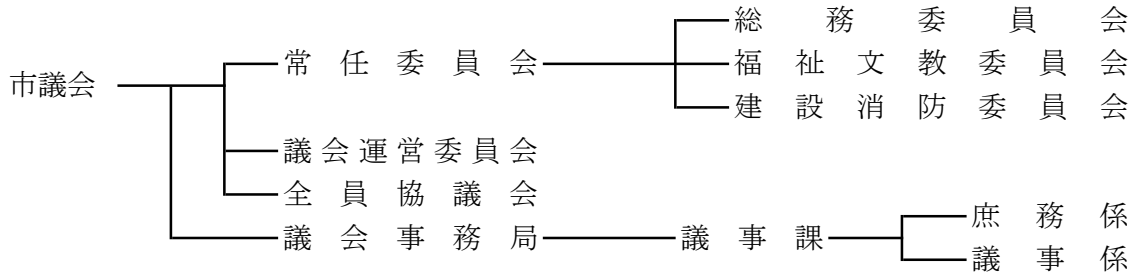 総務委員会
常任委員会 福祉文教委員会
市議会
建設消防委員会
議会運営委員会
全員協議会
庶務係
議会事務局 議事課
議事係